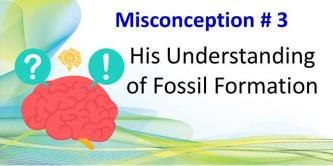 Misconception # 3
His Understanding
of Fossil Formation
? !